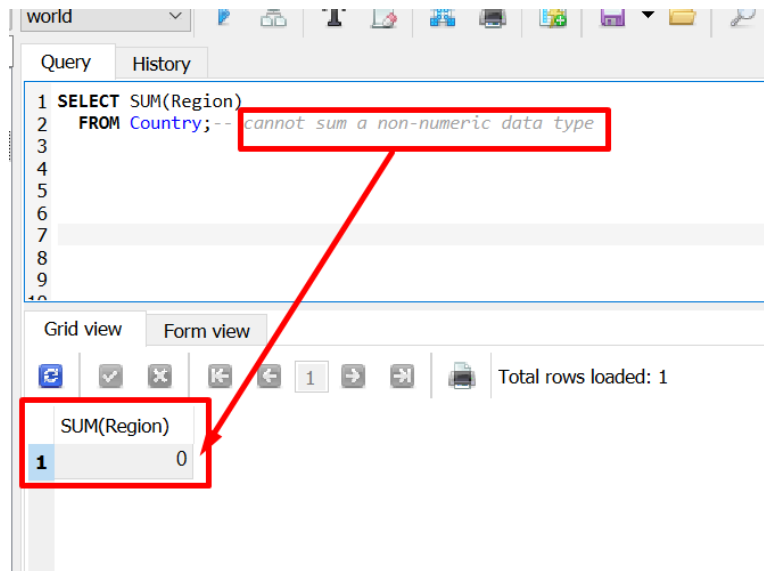 world
Query History
1 SELECT SUM(Region)
2 FROM Country;-- cannot sum a non-numeric data type
3
4
5
6
7
8
9
10
Grid view Form view
1 Total rows loaded: 1
SUM(Region)
1 0